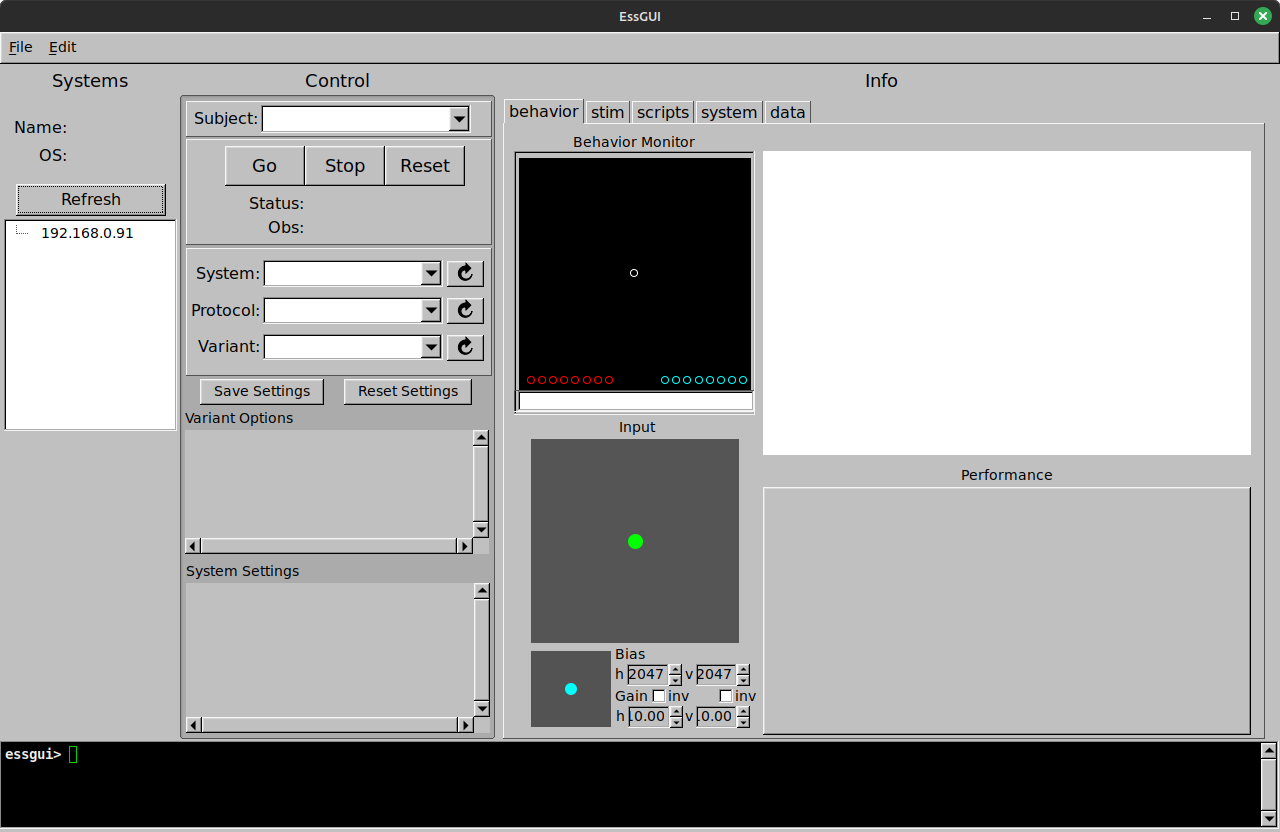 EssGUI
File Edit
Systems Control Info
Name:
OS:
Refresh
192.168.0.91
Subject:
Go Stop Reset
Status:
Obs:
System:
Protocol:
Variant:
Save Settings Reset Settings
Variant Options
System Settings
behavior stim scripts system data
Behavior Monitor
Input
Bias
h 2047 v 2047
Gain inv inv
h .0.00 v .0.00
Performance
essgui>